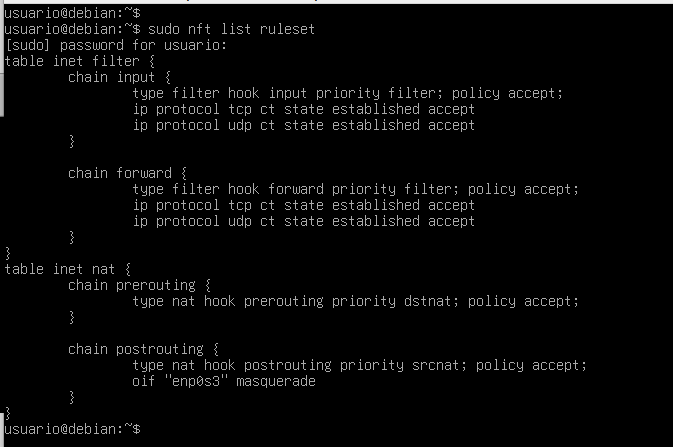 usuario@debian:~$
usuario@debian:~$ sudo nft list ruleset
[sudo] password for usuario:
table inet filter {
        chain input {
                type filter hook input priority filter; policy accept;
                ip protocol tcp ct state established accept
                ip protocol udp ct state established accept
        }

        chain forward {
                type filter hook forward priority filter; policy accept;
                ip protocol tcp ct state established accept
                ip protocol udp ct state established accept
        }
}
table inet nat {
        chain prerouting {
                type nat hook prerouting priority dstnat; policy accept;
        }

        chain postrouting {
                type nat hook postrouting priority srcnat; policy accept;
                oif "enp0s3" masquerade
        }
}
usuario@debian:~$